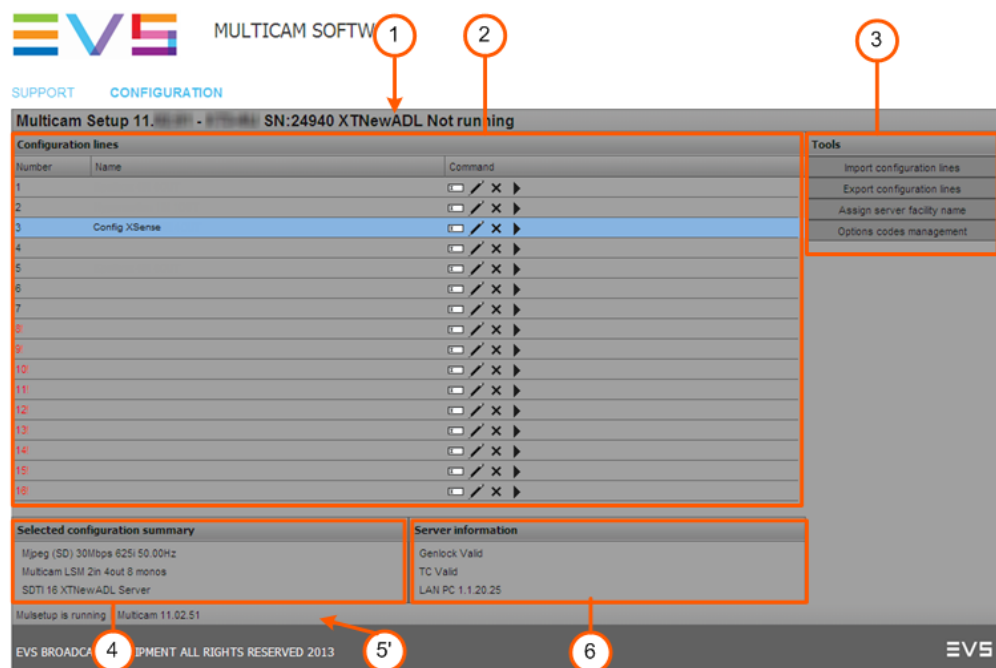 EVS
MULTICAM SOFTW
1
2
3
SUPPORT CONFIGURATION
Multicam Setup 11. - SN:24940 XTNewADL Not running
Configuration lines
Number Name Command
1
2
3 Config XSense
4
5
6
7
8!
9!
10!
11!
12!
13!
14!
15!
16!
Tools
Import configuration lines
Export configuration lines
Assign server facility name
Options codes management
Selected configuration summary
Mjpeg (SD) 30Mbps 625i 50.00Hz
Multicam LSM 2in 4out 8 monos
SDTI 16 XTNewADL Server
Server information
Genlock Valid
TC Valid
LAN PC 1.1.20.25
Mulsetup is running Multicam 11.02.51
4
5'
6
EVS BROADCA IPMENT ALL RIGHTS RESERVED 2013
EVS